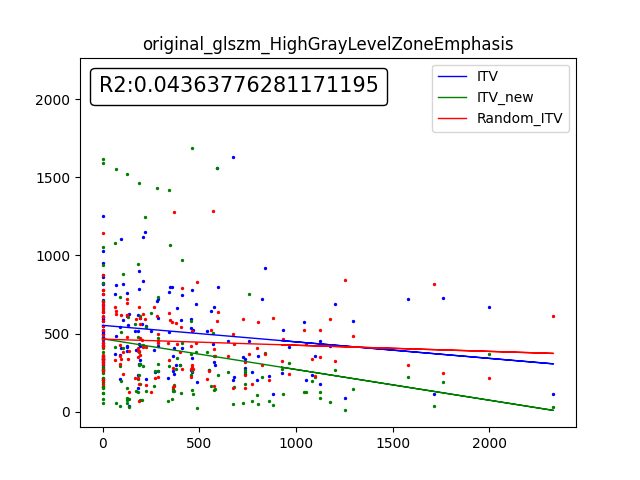 original_glszm_HighGrayLevelZoneEmphasis
R2:0.04363776281171195
ITV
ITV_new
Random_ITV
2000
1500
1000
500
0
0 500 1000 1500 2000